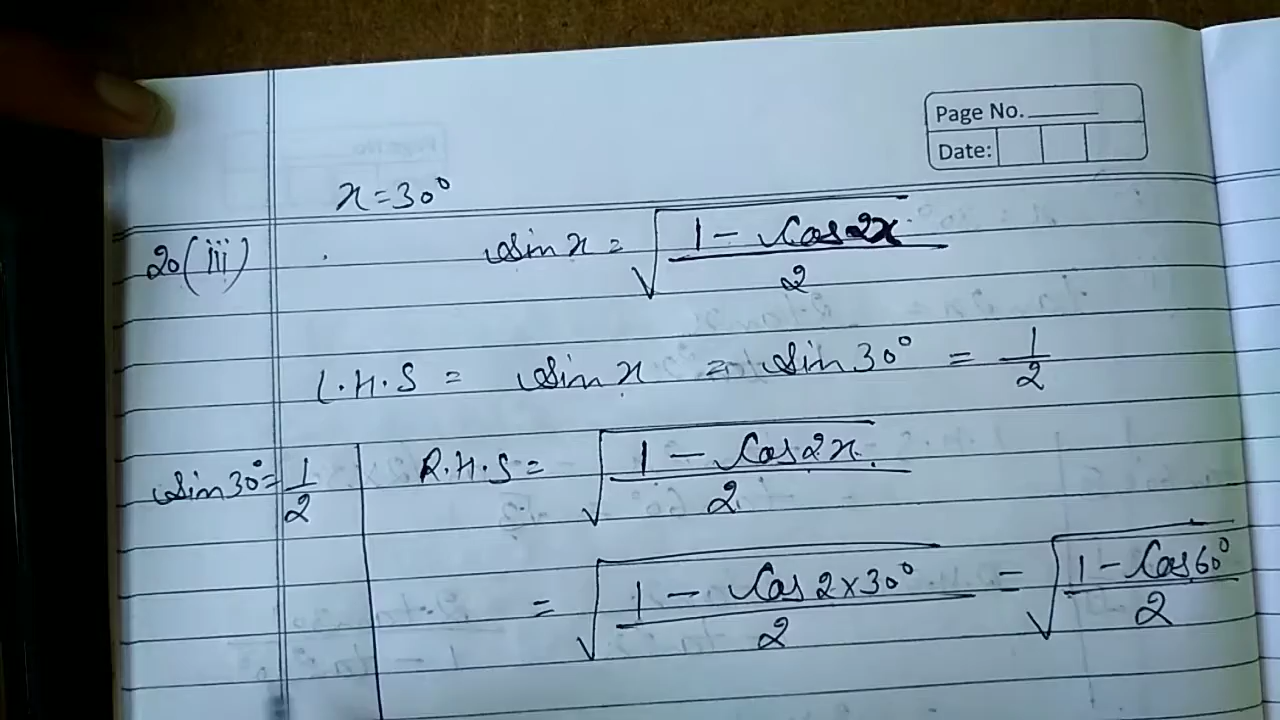 Page No.
Date:
x = 30°
20(iii) sin x = √(1 - Cos 2x / 2)
L.H.S = sin x = sin 30° = 1/2
sin 30° = 1/2
R.H.S = √(1 - Cos 2x / 2)
= √(1 - Cos 2×30° / 2) = √(1 - Cos 60° / 2)